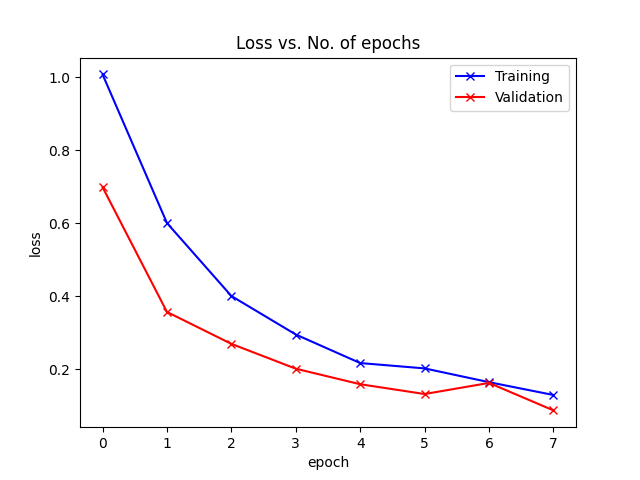 Loss vs. No. of epochs
Training
Validation
1.0
0.8
0.6
0.4
0.2
loss
0 1 2 3 4 5 6 7
epoch